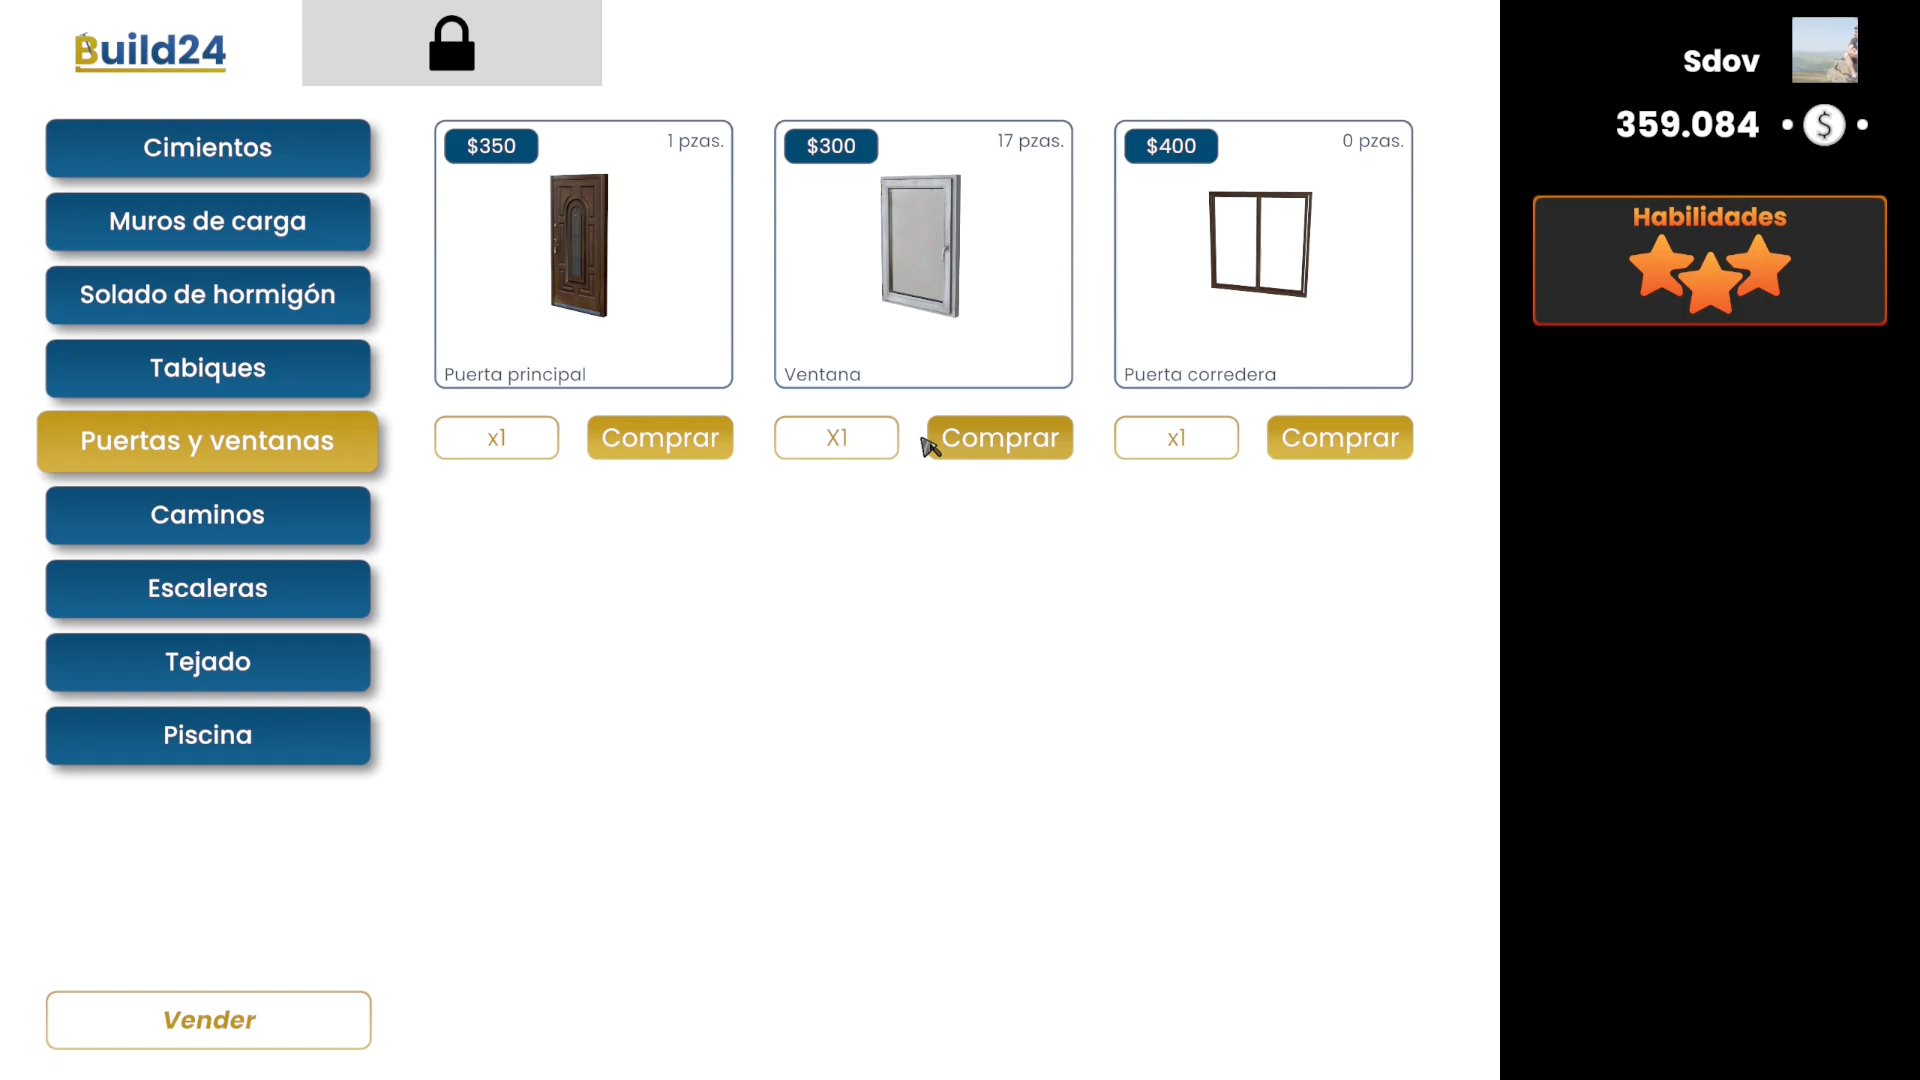 Build24
Sdov
359.084
$
Habilidades
Cimientos
Muros de carga
Solado de hormigón
Tabiques
Puertas y ventanas
Caminos
Escaleras
Tejado
Piscina
Vender
$350
1 pzas.
Puerta principal
x1
Comprar
$300
17 pzas.
Ventana
X1
Comprar
$400
0 pzas.
Puerta corredera
x1
Comprar